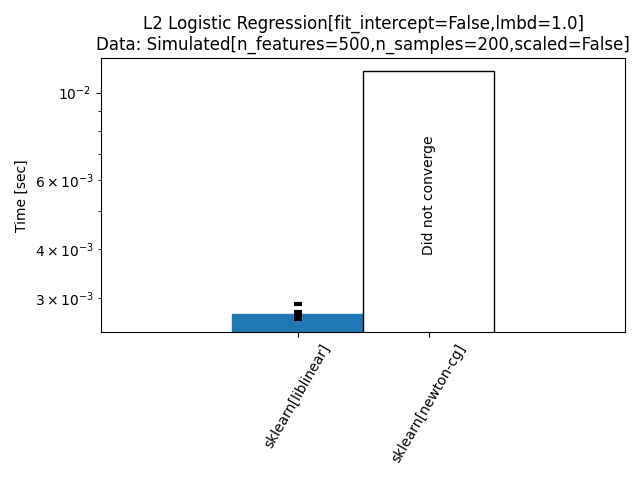 L2 Logistic Regression[fit_intercept=False,lmbd=1.0]
Data: Simulated[n_features=500,n_samples=200,scaled=False]
Time [sec]
10⁻²
6 × 10⁻³
4 × 10⁻³
3 × 10⁻³
Did not converge
sklearn[liblinear]
sklearn[newton-cg]